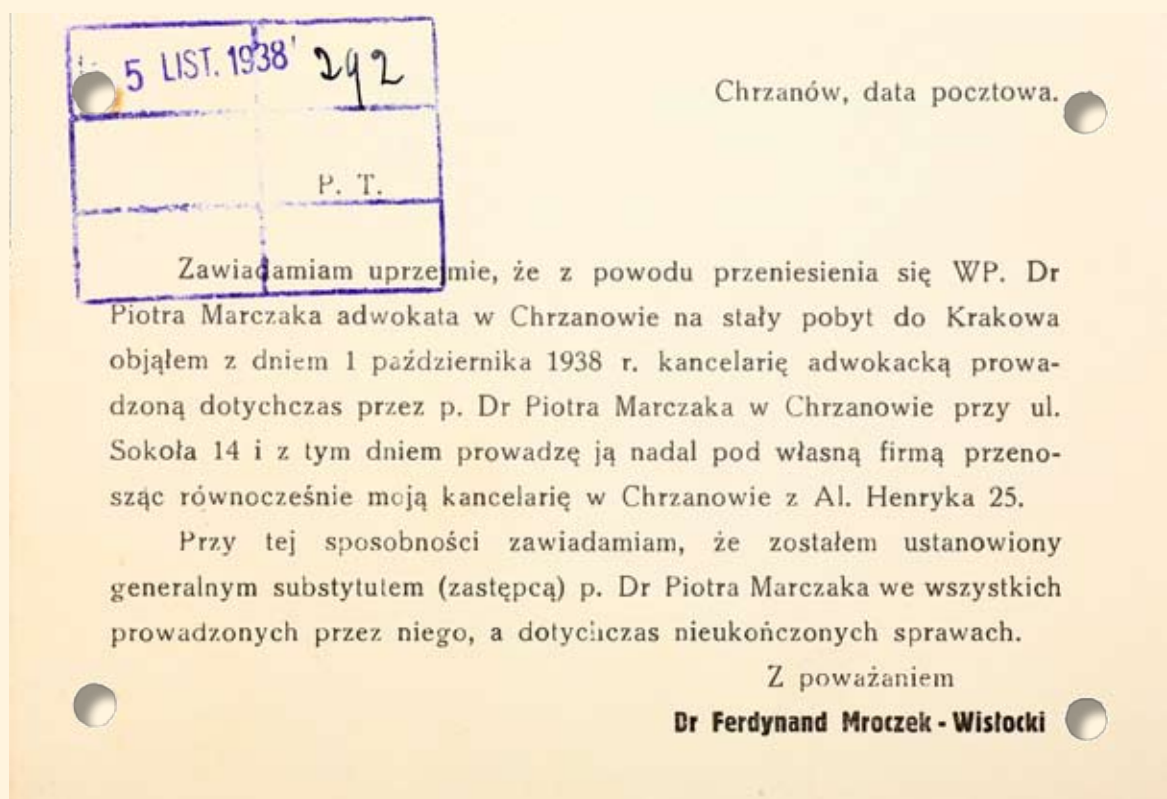 5 LIST. 1938
292
Chrzanów, data pocztowa.
P. T.
Zawiadamiam uprzejmie, że z powodu przeniesienia się WP. Dr
Piotra Marczaka adwokata w Chrzanowie na stały pobyt do Krakowa
objąłem z dniem 1 października 1938 r. kancelarię adwokacką prowa-
dzoną dotychczas przez p. Dr Piotra Marczaka w Chrzanowie przy ul.
Sokoła 14 i z tym dniem prowadzę ją nadal pod własną firmą przeno-
sząc równocześnie moją kancelarię w Chrzanowie z Al. Henryka 25.
Przy tej sposobności zawiadamiam, że zostałem ustanowiony
generalnym substytutem (zastępcą) p. Dr Piotra Marczaka we wszystkich
prowadzonych przez niego, a dotychczas nieukończonych sprawach.
Z poważaniem
Dr Ferdynand Mroczek - Wisłocki